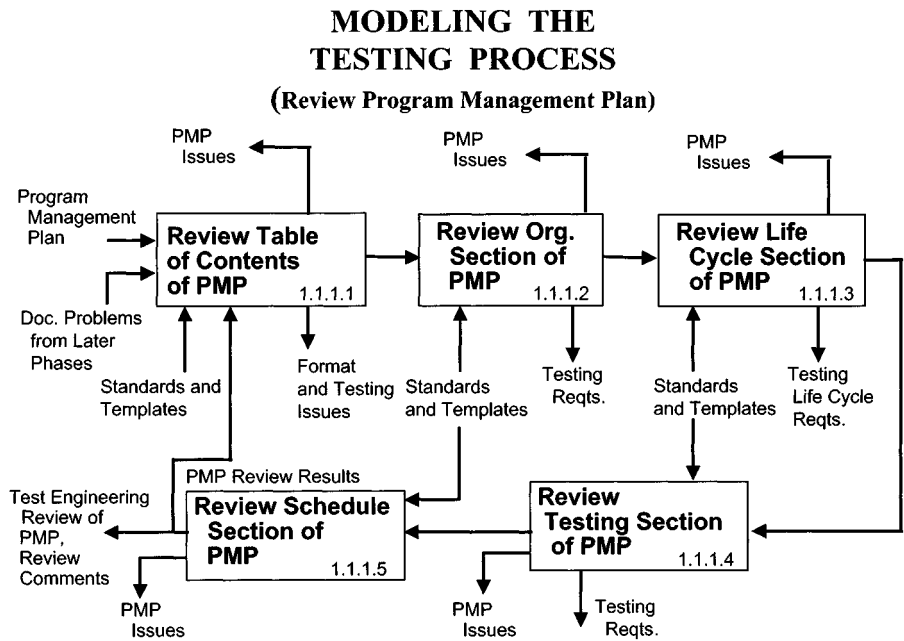 MODELING THE
TESTING PROCESS
(Review Program Management Plan)
PMP
Issues
PMP
Issues
PMP
Issues
Program
Management
Plan
Review Table
of Contents
of PMP
1.1.1.1
Review Org.
Section of
PMP
1.1.1.2
Review Life
Cycle Section
of PMP
1.1.1.3
Doc. Problems
from Later
Phases
Standards and
Templates
Format
and Testing
Issues
Standards
and Templates
Testing
Reqts.
Standards
and Templates
Testing
Life Cycle
Reqts.
PMP Review Results
Test Engineering
Review of
PMP,
Review
Comments
Review Schedule
Section of
PMP
1.1.1.5
Review
Testing Section
of PMP
1.1.1.4
PMP
Issues
PMP
Issues
Testing
Reqts.